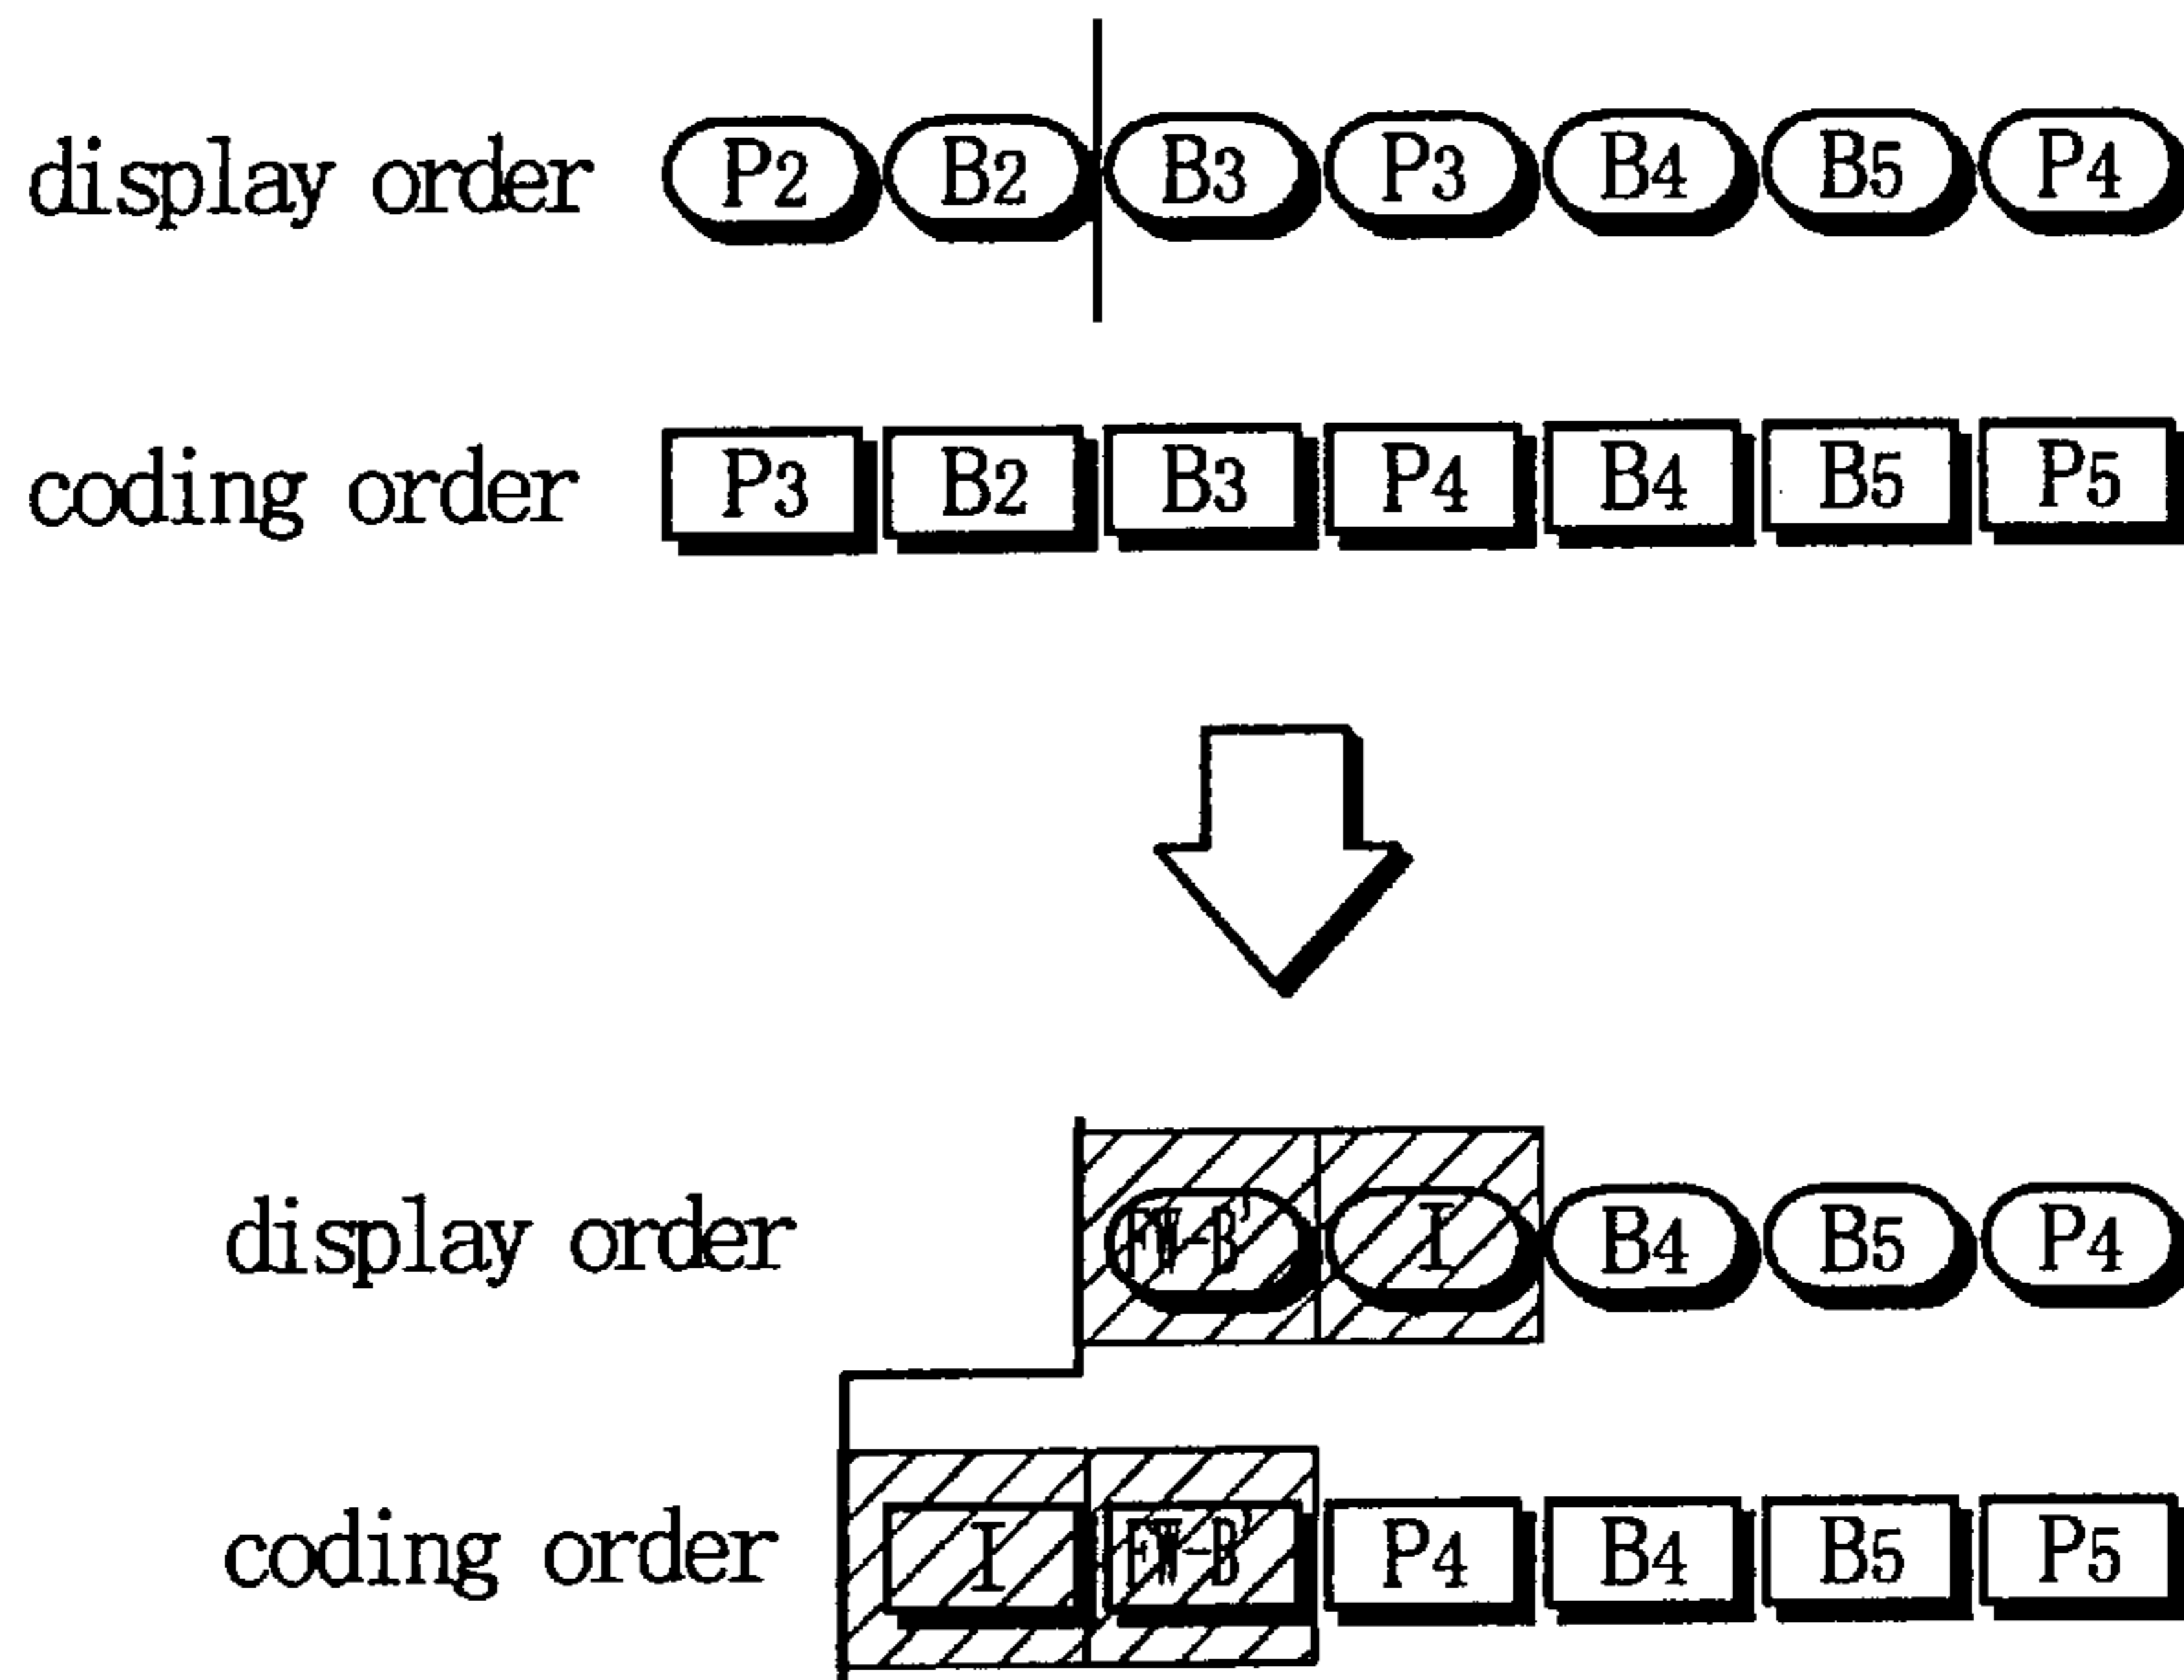 display order P2 B2 B3 P3 B4 B5 P4
coding order P3 B2 B3 P4 B4 B5 P5
display order FW-B' I B4 B5 P4
coding order I FW-B' P4 B4 B5 P5